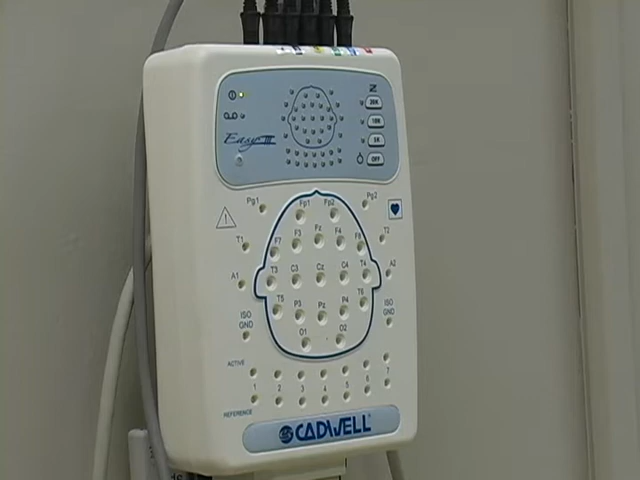 Z
20K
10K
5K
OFF
Easy III
Pg1 Pg2
Fp1 Fp2
F7 F3 Fz F4 F8
T1 T2
T3 C3 Cz C4 T4
A1 A2
T5 P3 Pz P4 T6
ISO GND ISO GND
O1 O2
ACTIVE
1 2 3 4 5 6 7
REFERENCE
CADWELL